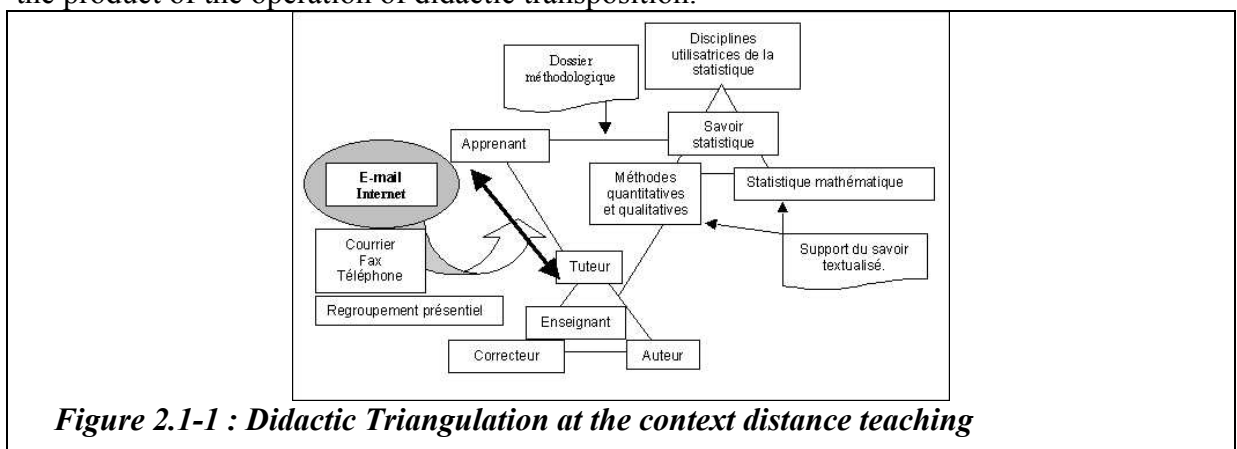 the product of the operation of didactic transposition.
Disciplines
utilisatrices de la
statistique
Dossier
méthodologique
Savoir
statistique
Apprenant
E-mail
Internet
Méthodes
quantitatives
et qualitatives
Statistique mathématique
Courrier
Fax
Téléphone
Support du savoir
textualisé.
Tuteur
Regroupement présentiel
Enseignant
Correcteur
Auteur
Figure 2.1-1 : Didactic Triangulation at the context distance teaching